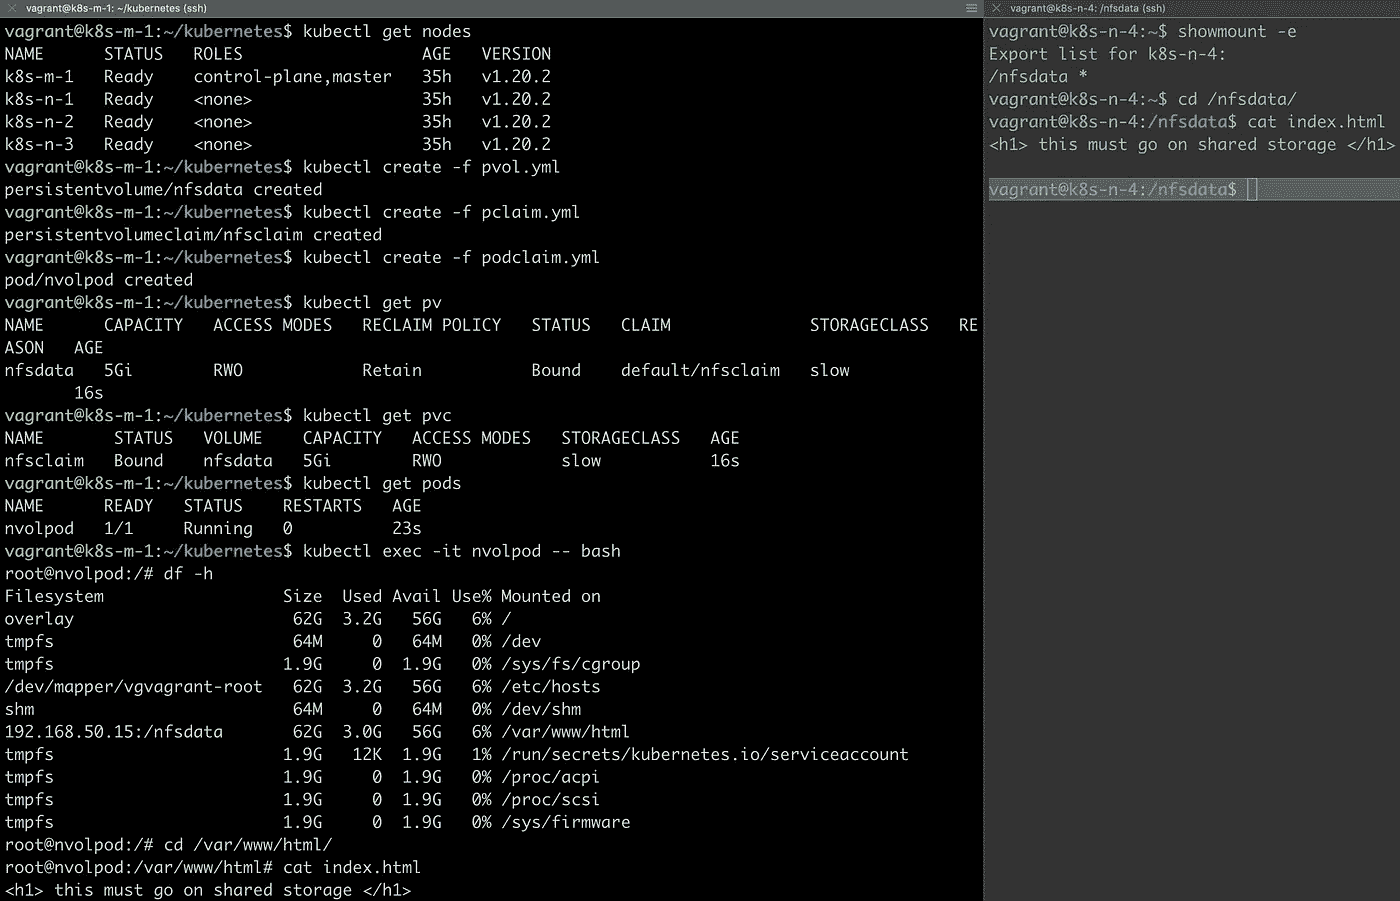 vagrant@k8s-m-1: ~/kubernetes (ssh)
vagrant@k8s-m-1:~/kubernetes$ kubectl get nodes
NAME      STATUS   ROLES                  AGE   VERSION
k8s-m-1   Ready    control-plane,master   35h   v1.20.2
k8s-n-1   Ready    <none>                 35h   v1.20.2
k8s-n-2   Ready    <none>                 35h   v1.20.2
k8s-n-3   Ready    <none>                 35h   v1.20.2
vagrant@k8s-m-1:~/kubernetes$ kubectl create -f pvol.yml
persistentvolume/nfsdata created
vagrant@k8s-m-1:~/kubernetes$ kubectl create -f pclaim.yml
persistentvolumeclaim/nfsclaim created
vagrant@k8s-m-1:~/kubernetes$ kubectl create -f podclaim.yml
pod/nvolpod created
vagrant@k8s-m-1:~/kubernetes$ kubectl get pv
NAME      CAPACITY   ACCESS MODES   RECLAIM POLICY   STATUS   CLAIM              STORAGECLASS   RE
ASON   AGE
nfsdata   5Gi        RWO            Retain           Bound    default/nfsclaim   slow
       16s
vagrant@k8s-m-1:~/kubernetes$ kubectl get pvc
NAME       STATUS   VOLUME    CAPACITY   ACCESS MODES   STORAGECLASS   AGE
nfsclaim   Bound    nfsdata   5Gi        RWO            slow           16s
vagrant@k8s-m-1:~/kubernetes$ kubectl get pods
NAME      READY   STATUS    RESTARTS   AGE
nvolpod   1/1     Running   0          23s
vagrant@k8s-m-1:~/kubernetes$ kubectl exec -it nvolpod -- bash
root@nvolpod:/# df -h
Filesystem                  Size  Used Avail Use% Mounted on
overlay                      62G  3.2G   56G   6% /
tmpfs                        64M     0   64M   0% /dev
tmpfs                       1.9G     0  1.9G   0% /sys/fs/cgroup
/dev/mapper/vgvagrant-root   62G  3.2G   56G   6% /etc/hosts
shm                          64M     0   64M   0% /dev/shm
192.168.50.15:/nfsdata       62G  3.0G   56G   6% /var/www/html
tmpfs                       1.9G   12K  1.9G   1% /run/secrets/kubernetes.io/serviceaccount
tmpfs                       1.9G     0  1.9G   0% /proc/acpi
tmpfs                       1.9G     0  1.9G   0% /proc/scsi
tmpfs                       1.9G     0  1.9G   0% /sys/firmware
root@nvolpod:/# cd /var/www/html/
root@nvolpod:/var/www/html# cat index.html
<h1> this must go on shared storage </h1>
vagrant@k8s-n-4: /nfsdata (ssh)
vagrant@k8s-n-4:~$ showmount -e
Export list for k8s-n-4:
/nfsdata *
vagrant@k8s-n-4:~$ cd /nfsdata/
vagrant@k8s-n-4:/nfsdata$ cat index.html
<h1> this must go on shared storage </h1>
vagrant@k8s-n-4:/nfsdata$